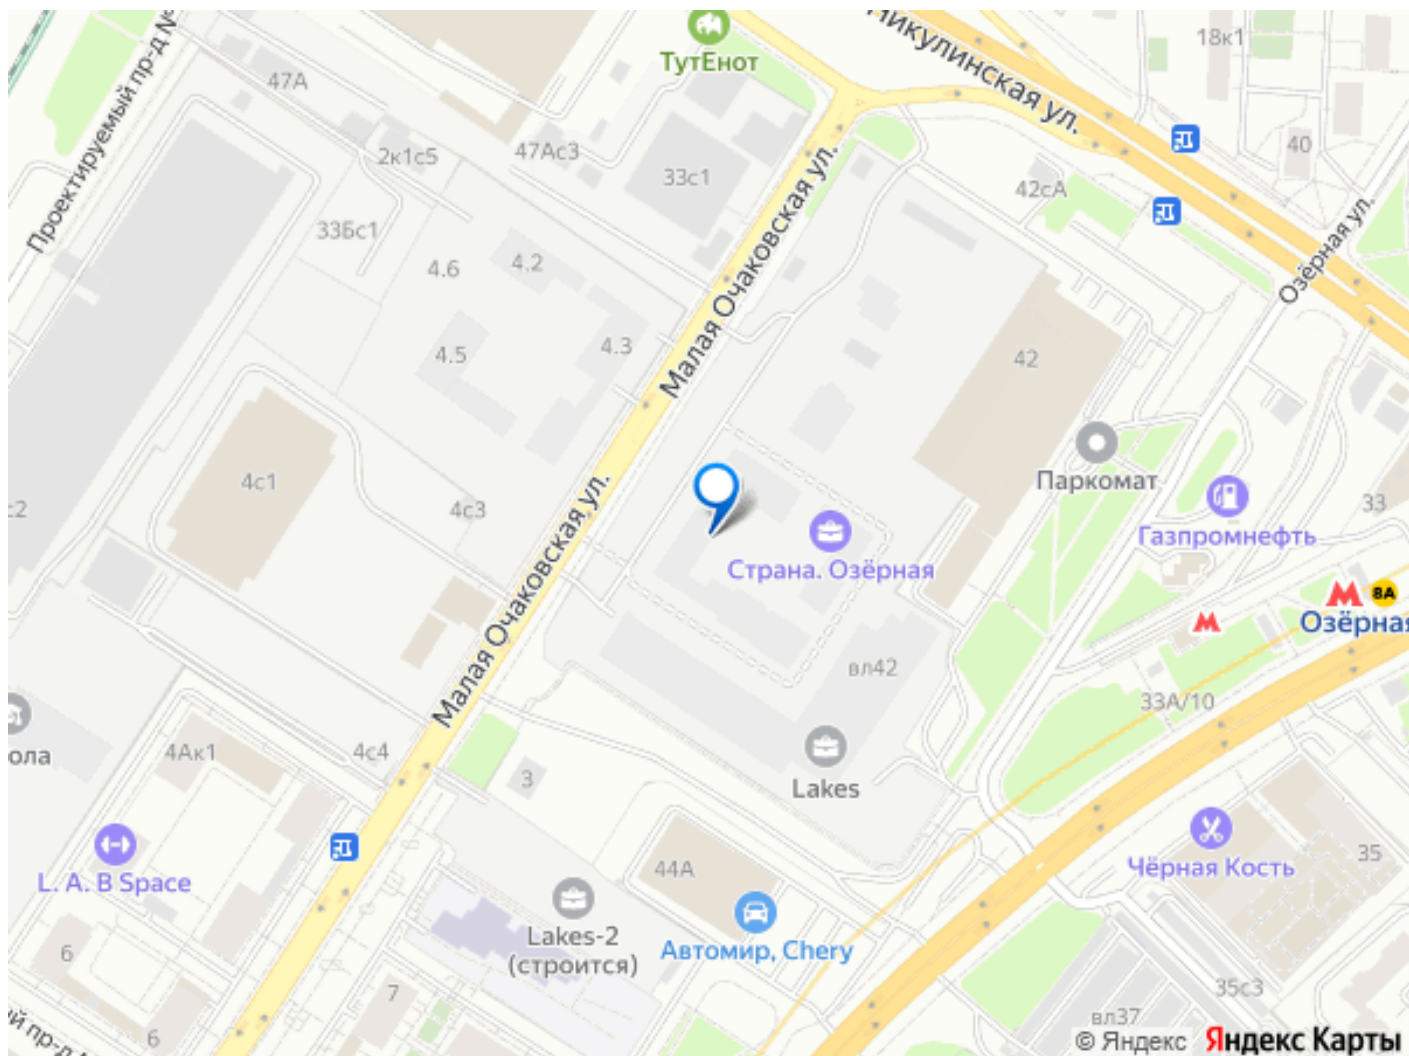 ТутЕнот
Никулинская ул.
18к1
Проектируемый пр-д №
47А
2к1с5
47Ас3
33с1
40
42сА
Озёрная ул.
33Бс1
4.6
4.2
4.5
4.3
Малая Очаковская ул.
42
Паркомат
4с1
4с3
33
Газпромнефть
Страна. Озёрная
8А
Озёрная
Малая Очаковская ул.
вл42
33А/10
4Ак1
4с4
3
Lakes
L. A. B Space
44А
Чёрная Кость
35
Lakes-2
(строится)
Автомир, Chery
6
7
35с3
вл37
6
© Яндекс
Яндекс Карты